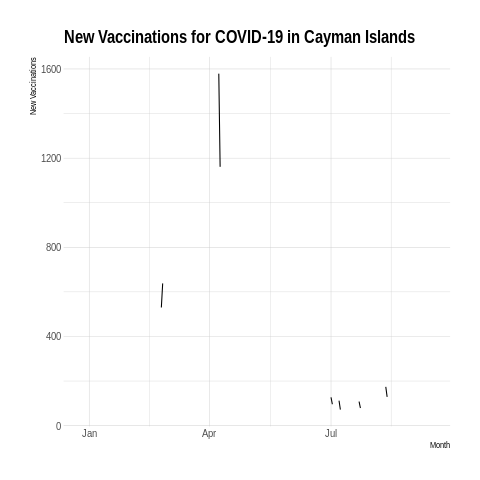 New Vaccinations for COVID-19 in Cayman Islands
New Vaccinations
1600
1200
800
400
0
Jan Apr Jul
Month